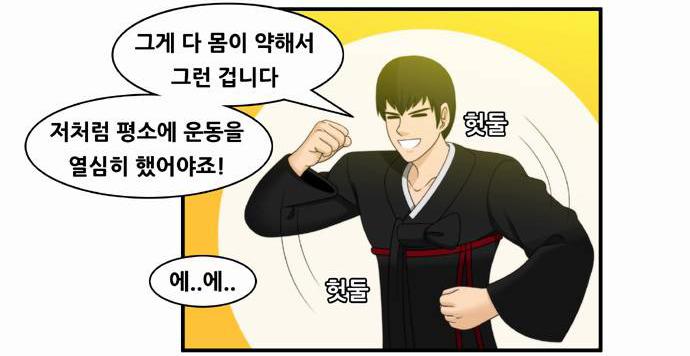 그게 다 몸이 약해서
그런 겁니다
저처럼 평소에 운동을
열심히 했어야죠!
헛둘
에..에..
헛둘